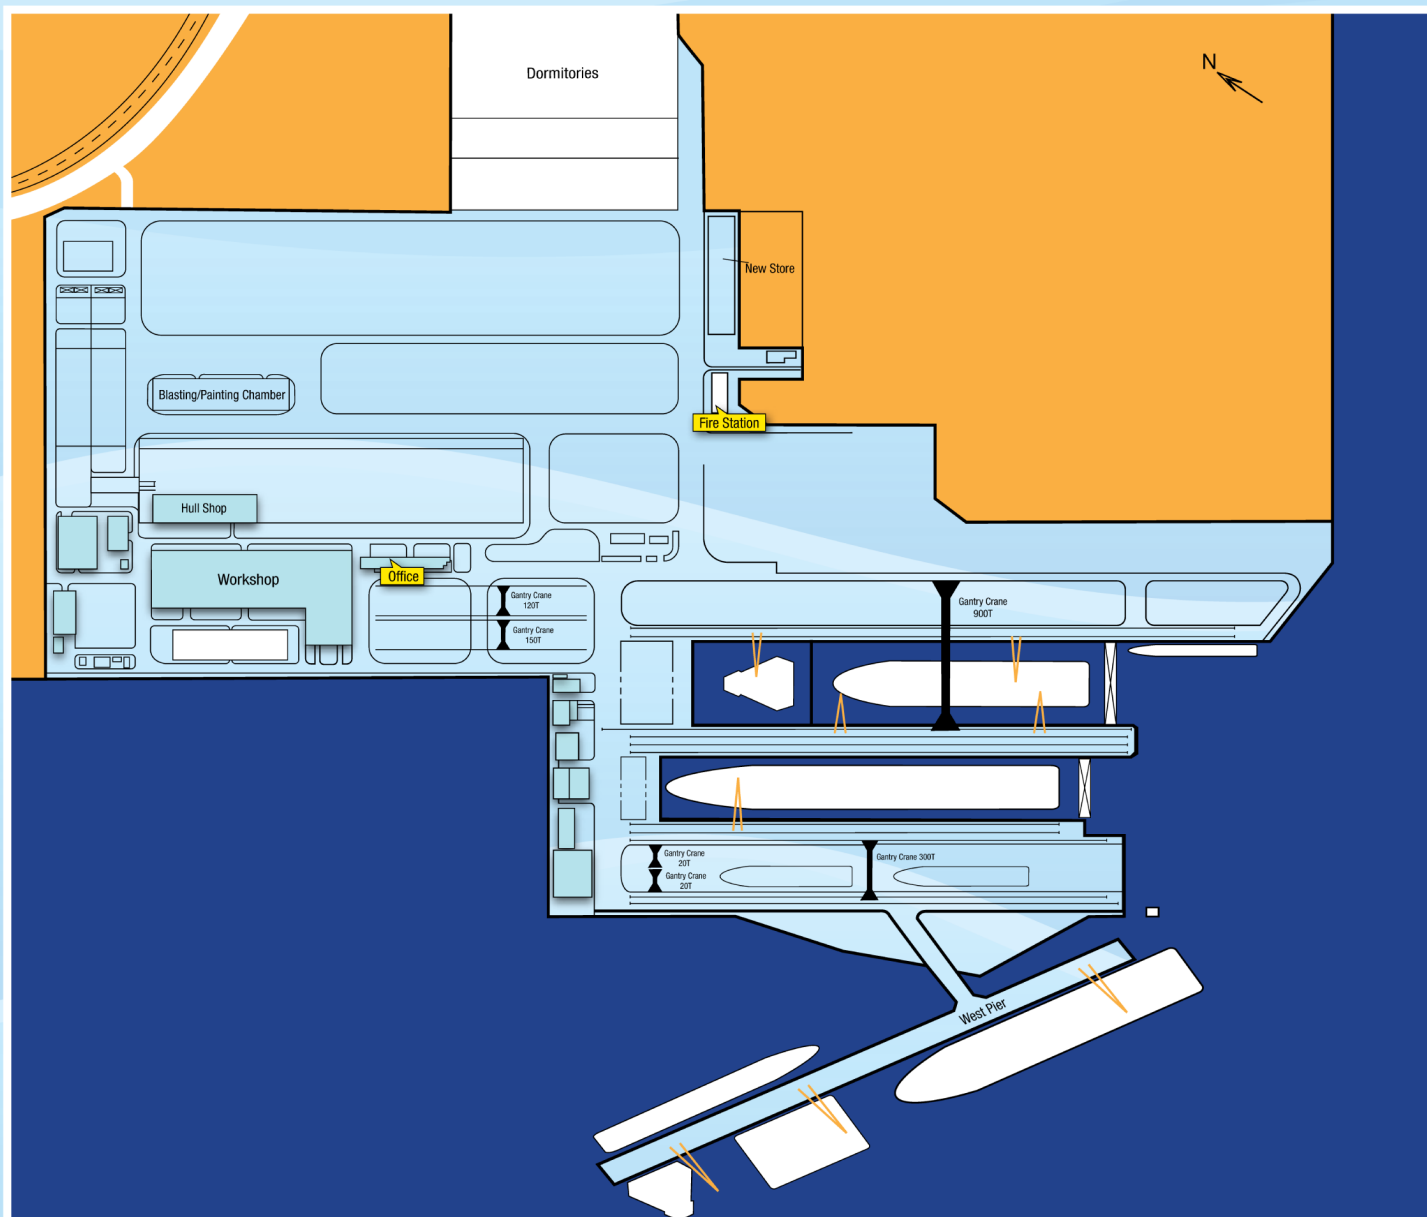 Dormitories
N
New Store
Blasting/Painting Chamber
Fire Station
Hull Shop
Workshop
Office
Gantry Crane
120T
Gantry Crane
150T
Gantry Crane
900T
Gantry Crane
20T
Gantry Crane
20T
Gantry Crane 300T
West Pier